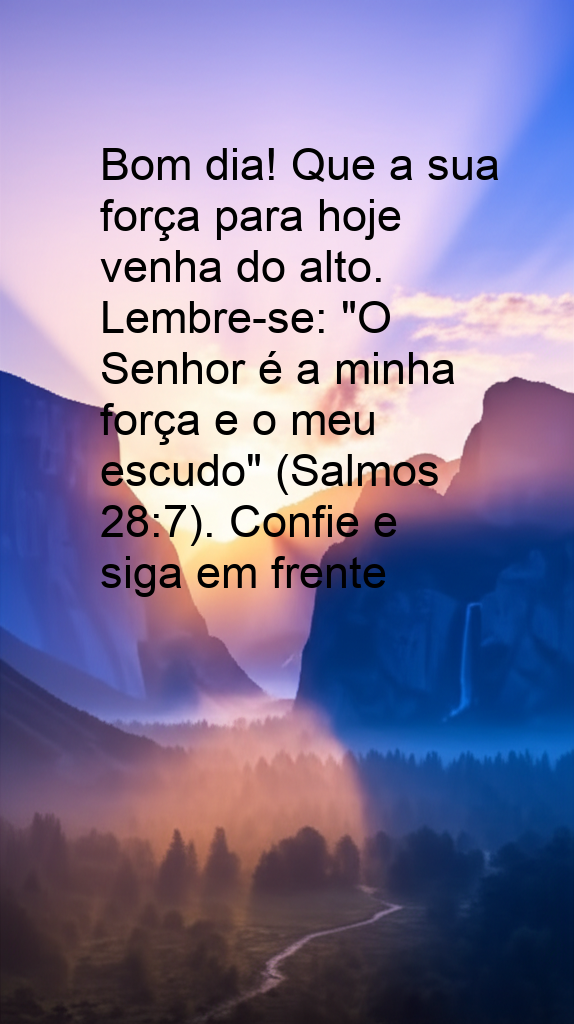 Bom dia! Que a sua
força para hoje
venha do alto.
Lembre-se: "O
Senhor é a minha
força e o meu
escudo" (Salmos
28:7). Confie e
siga em frente